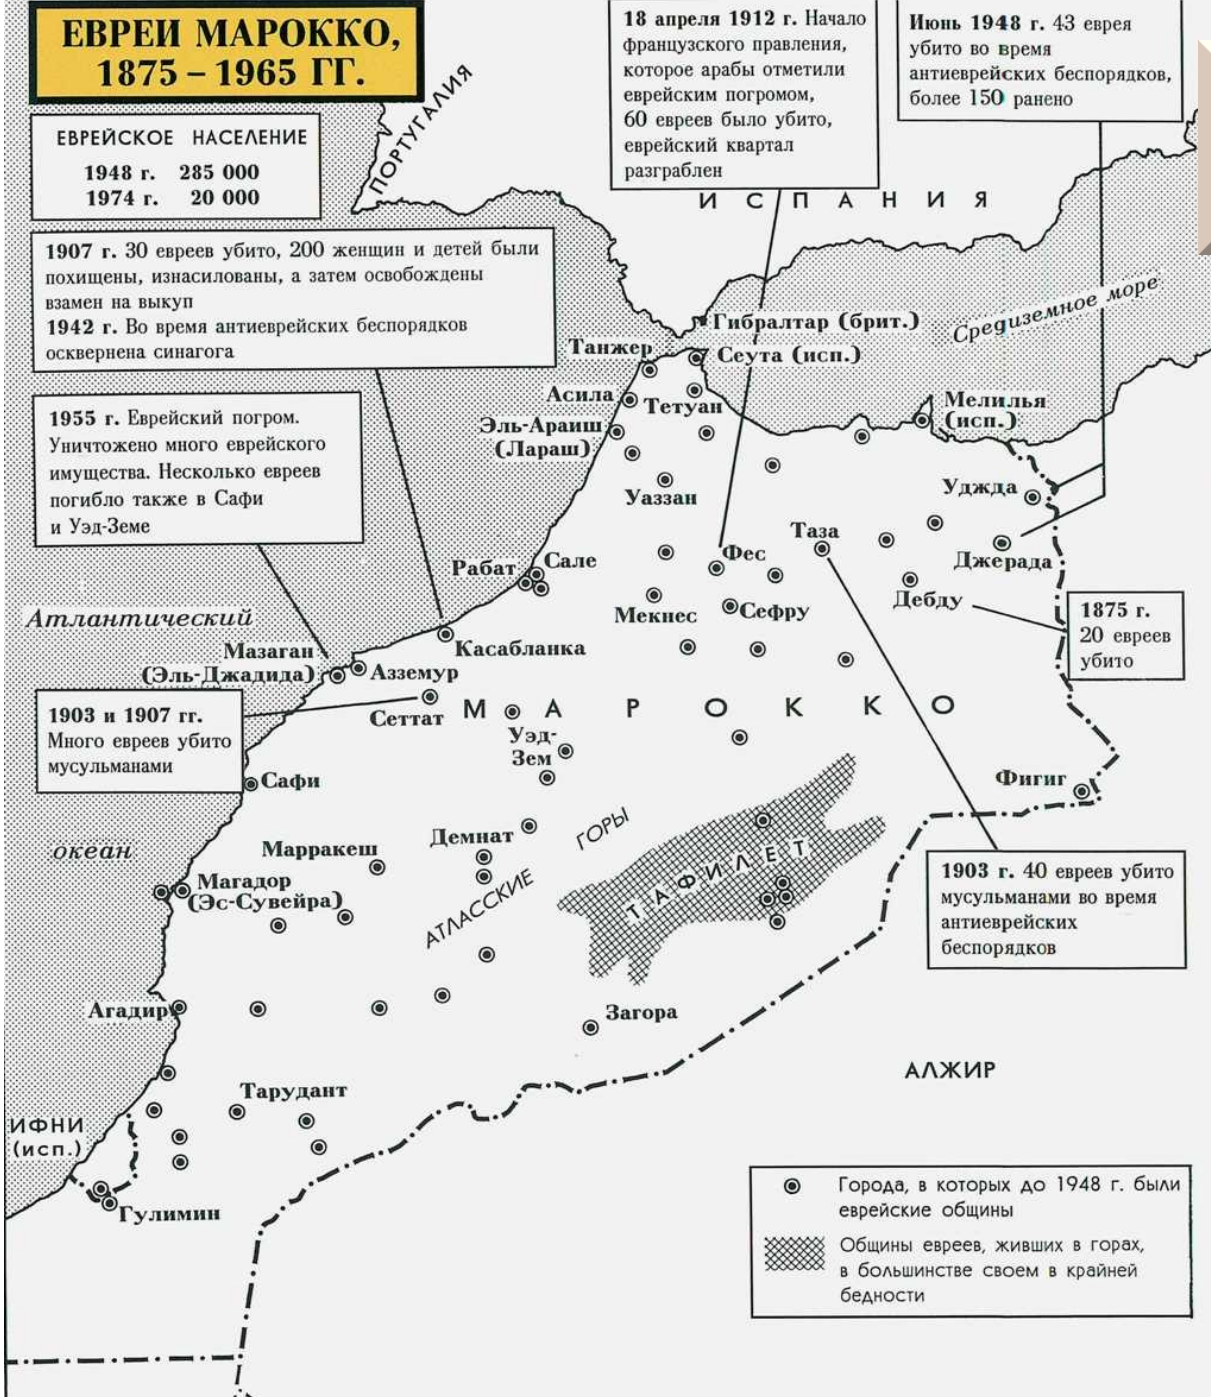 ЕВРЕИ МАРОККО,
1875 – 1965 ГГ.
ЕВРЕЙСКОЕ НАСЕЛЕНИЕ
1948 г. 285 000
1974 г. 20 000
18 апреля 1912 г. Начало
французского правления,
которое арабы отметили
еврейским погромом,
60 евреев было убито,
еврейский квартал
разграблен
Июнь 1948 г. 43 еврея
убито во время
антиеврейских беспорядков,
более 150 ранено
ПОРТУГАЛИЯ
ИСПАНИЯ
1907 г. 30 евреев убито, 200 женщин и детей были
похищены, изнасилованы, а затем освобождены
взамен на выкуп
1942 г. Во время антиеврейских беспорядков
осквернена синагога
Средиземное море
Гибралтар (брит.)
Танжер
Сеута (исп.)
Асила
Тетуан
Мелилья
(исп.)
Эль-Араиш
(Лараш)
1955 г. Еврейский погром.
Уничтожено много еврейского
имущества. Несколько евреев
погибло также в Сафи
и Уэд-Земе
Уаззан
Уджда
Таза
Фес
Джерада
Рабат
Сале
Дебду
Мекнес
Сефру
1875 г.
20 евреев
убито
Атлантический
Касабланка
Мазаган
(Эль-Джадида)
Азземур
1903 и 1907 гг.
Много евреев убито
мусульманами
Сеттат
МАРОККО
Уэд-
Зем
Сафи
Фигиг
океан
Марракеш
Демнат
ГОРЫ
АТЛАССКИЕ
ТАФИЛЕТ
Магадор
(Эс-Сувейра)
1903 г. 40 евреев убито
мусульманами во время
антиеврейских
беспорядков
Агадир
Загора
АЛЖИР
Тарудант
ИФНИ
(исп.)
Гулимин
Города, в которых до 1948 г. были
еврейские общины
Общины евреев, живших в горах,
в большинстве своем в крайней
бедности